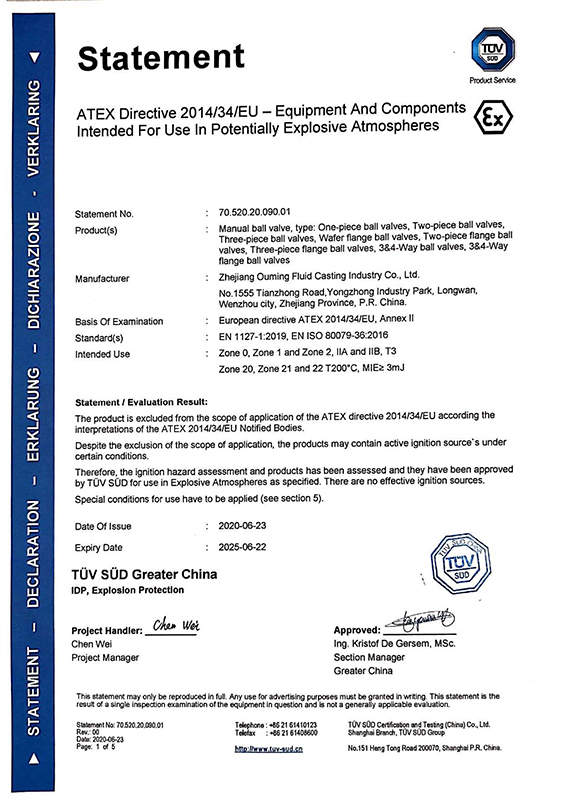 Statement
TÜV
SÜD
Product Service
ATEX Directive 2014/34/EU – Equipment And Components
Intended For Use In Potentially Explosive Atmospheres
Ex
Statement No. : 70.520.20.090.01
Product(s) : Manual ball valve, type: One-piece ball valves, Two-piece ball valves,
Three-piece ball valves, Wafer flange ball valves, Two-piece flange ball
valves, Three-piece flange ball valves, 3&4-Way ball valves, 3&4-Way
flange ball valves
Manufacturer : Zhejiang Ouming Fluid Casting Industry Co., Ltd.
No.1555 Tianzhong Road,Yongzhong Industry Park, Longwan,
Wenzhou city, Zhejiang Province, P.R. China.
Basis Of Examination : European directive ATEX 2014/34/EU, Annex II
Standard(s) : EN 1127-1:2019, EN ISO 80079-36:2016
Intended Use : Zone 0, Zone 1 and Zone 2, IIA and IIB, T3
Zone 20, Zone 21 and 22 T200°C, MIE≥ 3mJ
Statement / Evaluation Result:
The product is excluded from the scope of application of the ATEX directive 2014/34/EU according the
interpretations of the ATEX 2014/34/EU Notified Bodies.
Despite the exclusion of the scope of application, the products may contain active ignition source`s under
certain conditions.
Therefore, the ignition hazard assessment and products has been assessed and they have been approved
by TÜV SÜD for use in Explosive Atmospheres as specified. There are no effective ignition sources.
Special conditions for use have to be applied (see section 5).
Date Of Issue : 2020-06-23
Expiry Date : 2025-06-22
TÜV SÜD Greater China
IDP, Explosion Protection
TÜV SÜD CHINA
TÜV
SÜD
Project Handler: Chen Wei
Chen Wei
Project Manager
Approved:
Ing. Kristof De Gersem, MSc.
Section Manager
Greater China
This statement may only be reproduced in full. Any use for advertising purposes must be granted in writing. This statement is the
result of a single inspection examination of the equipment in question and is not a generally applicable evaluation.
Statement No: 70.520.20.090.01
Rev.: 00
Date: 2020-06-23
Page: 1 of 5
Telephone : +86 21 61410123
Telefax : +86 21 61408600
http://www.tuv-sud.cn
TÜV SÜD Certification and Testing (China) Co., Ltd.
Shanghai Branch, TÜV SÜD Group
No.151 Heng Tong Road 200070, Shanghai P.R. China.
STATEMENT – DECLARATION – ERKLARUNG – DICHIARAZIONE - VERKLARING